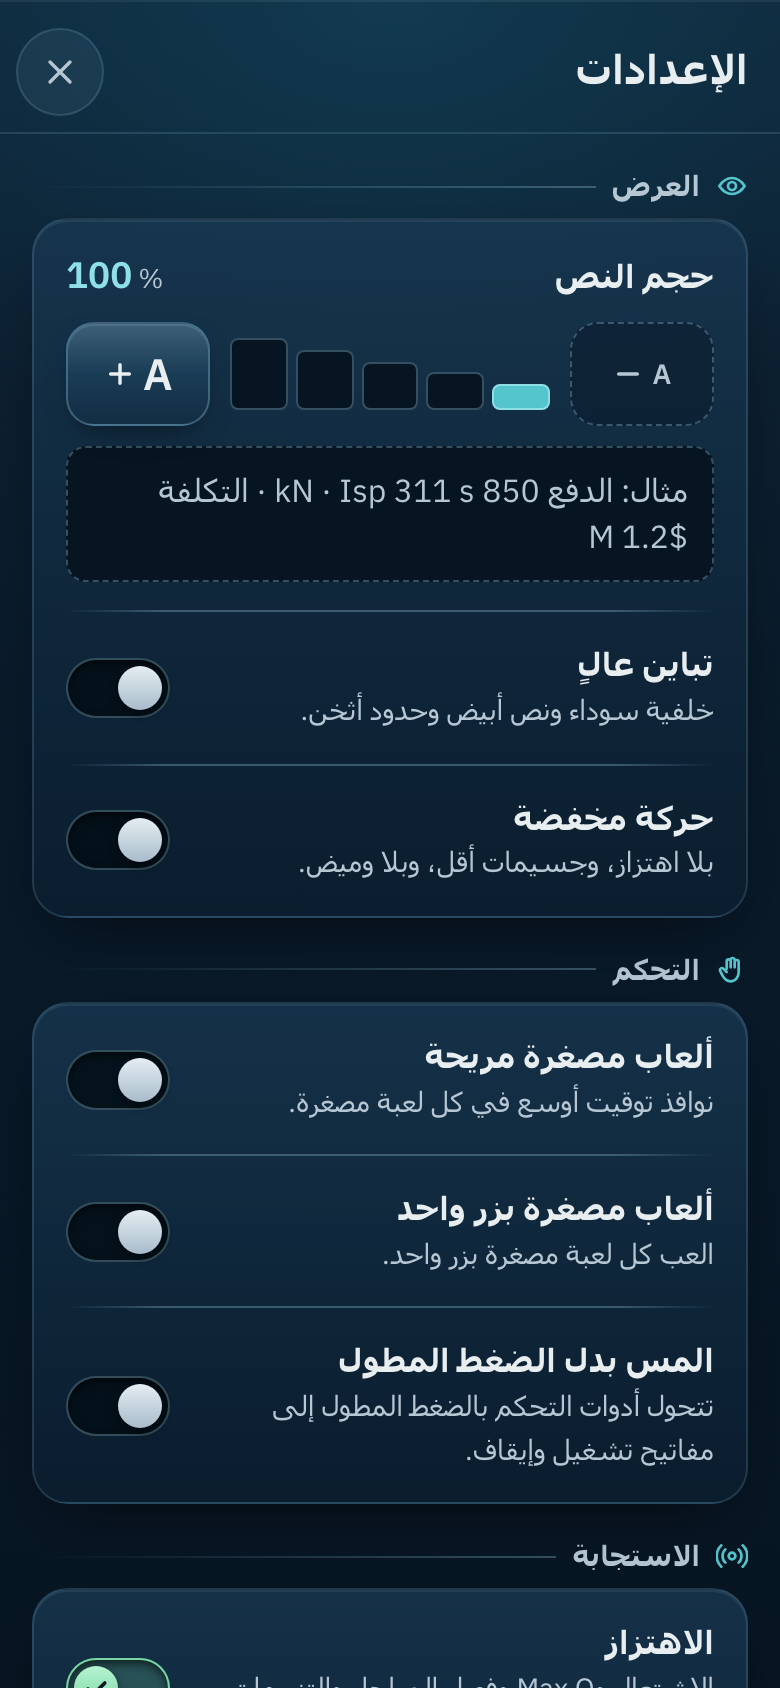 الإعدادات
العرض
حجم النص
100 %
A −
A +
مثال: الدفع 850 kN · Isp 311 s · التكلفة
$1.2 M
تباين عالٍ
خلفية سوداء ونص أبيض وحدود أثخن.
حركة مخفضة
بلا اهتزاز، وجسيمات أقل، وبلا وميض.
التحكم
ألعاب مصغرة مريحة
نوافذ توقيت أوسع في كل لعبة مصغرة.
ألعاب مصغرة بزر واحد
العب كل لعبة مصغرة بزر واحد.
المس بدل الضغط المطول
تتحول أدوات التحكم بالضغط المطول إلى
مفاتيح تشغيل وإيقاف.
الاستجابة
الاهتزاز